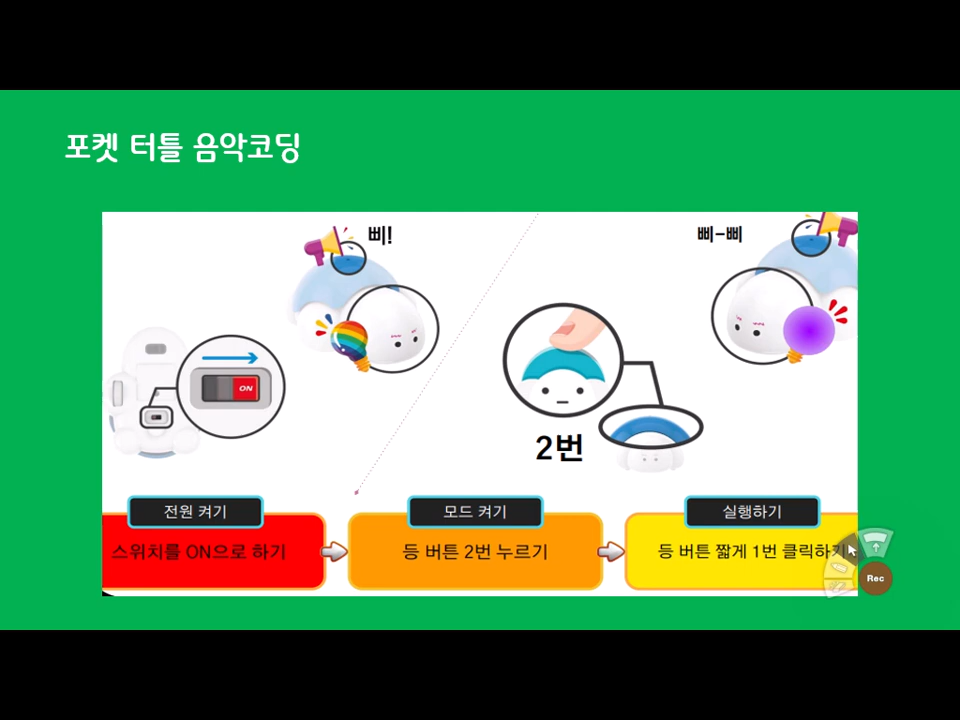 포켓 터틀 음악코딩
삐!
삐-삐
ON
2번
전원 켜기
모드 켜기
실행하기
스위치를 ON으로 하기
등 버튼 2번 누르기
등 버튼 짧게 1번 클릭하기
Rec